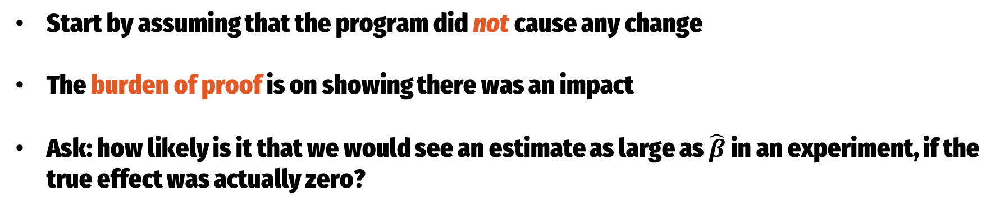 • Start by assuming that the program did not cause any change
• The burden of proof is on showing there was an impact
• Ask: how likely is it that we would see an estimate as large as β̂ in an experiment, if the
true effect was actually zero?